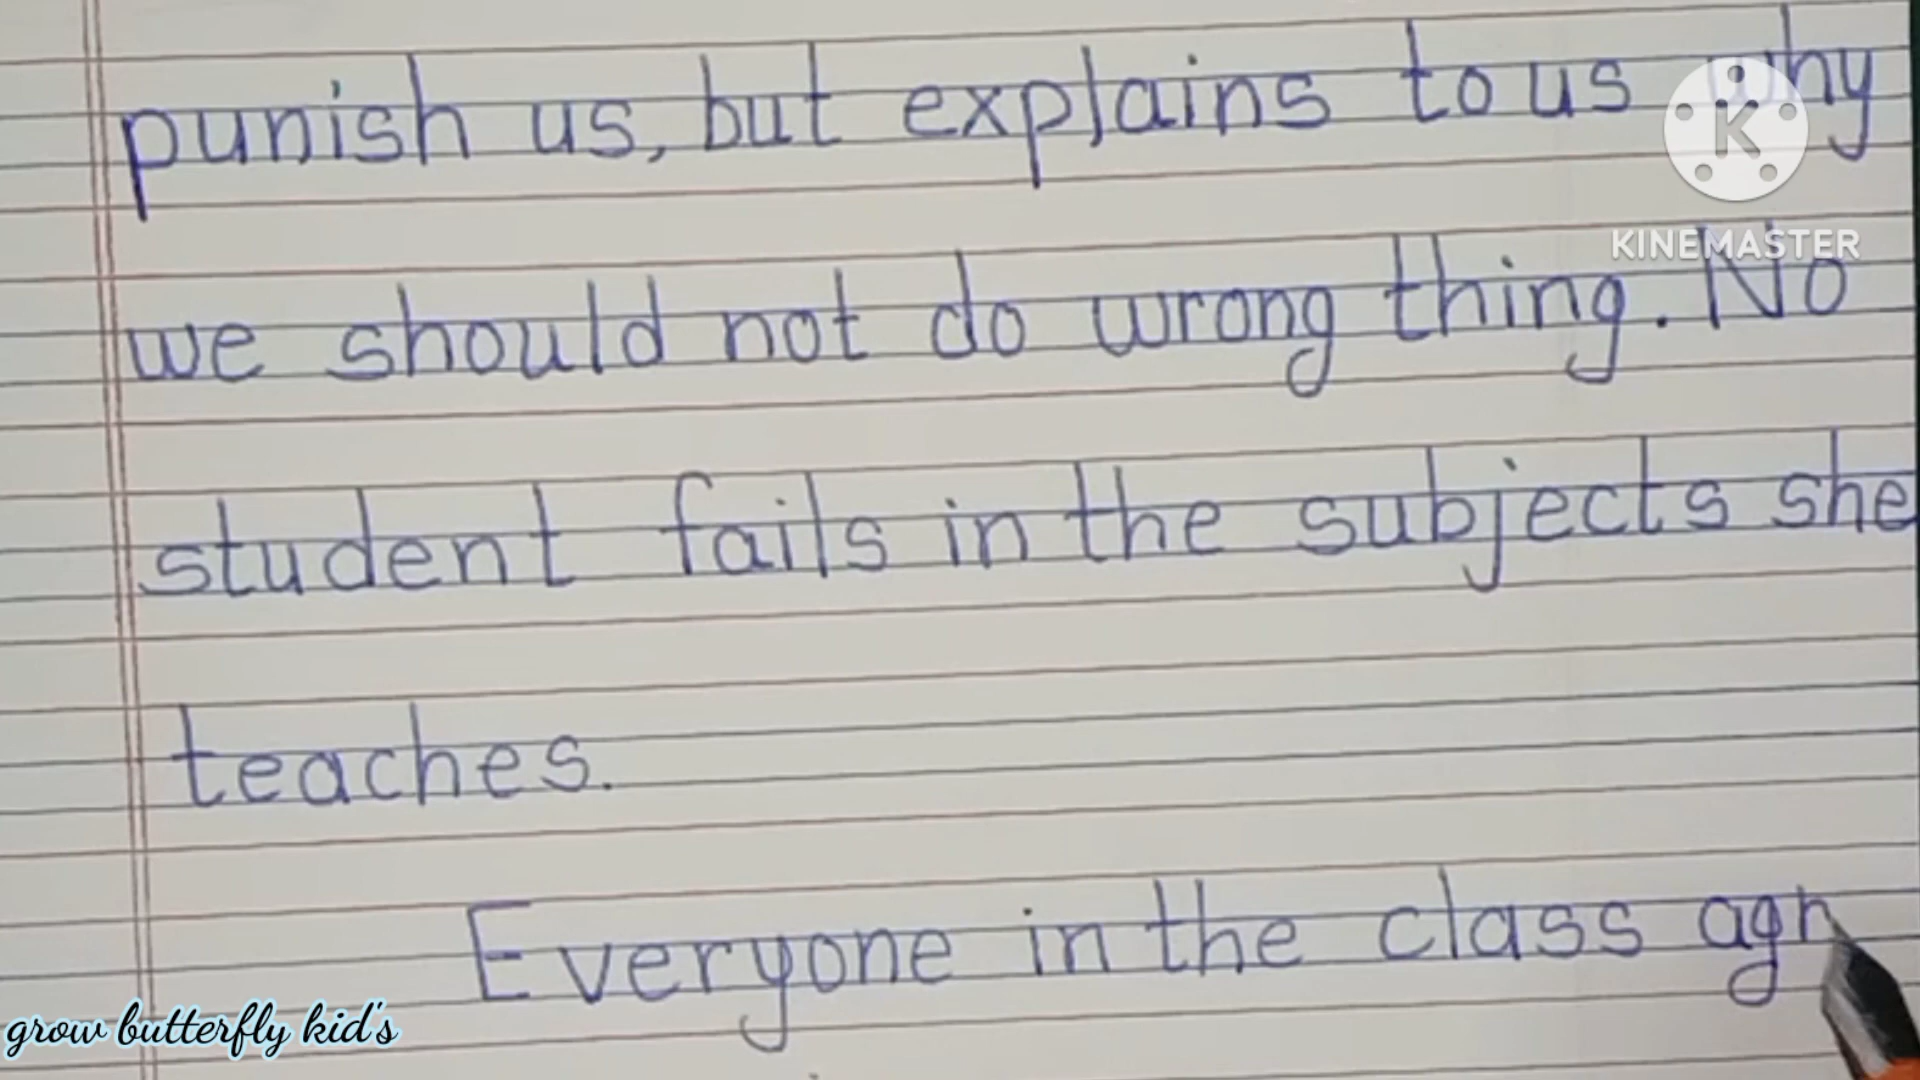 punish us, but explains to us why
KINEMASTER
we should not do wrong thing. No
student fails in the subjects she
teaches.
Everyone in the class agr
grow butterfly kid's